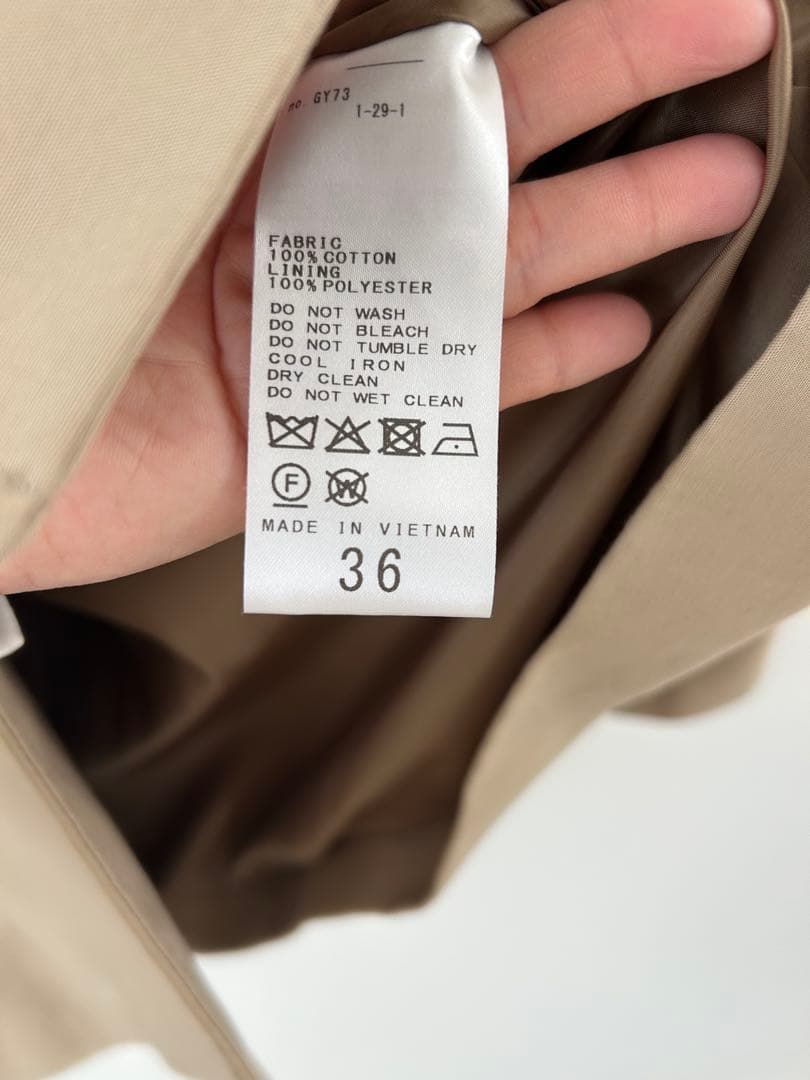 no. GY73
1-29-1
FABRIC
100% COTTON
LINING
100% POLYESTER
DO NOT WASH
DO NOT BLEACH
DO NOT TUMBLE DRY
COOL IRON
DRY CLEAN
DO NOT WET CLEAN
F W
MADE IN VIETNAM
36